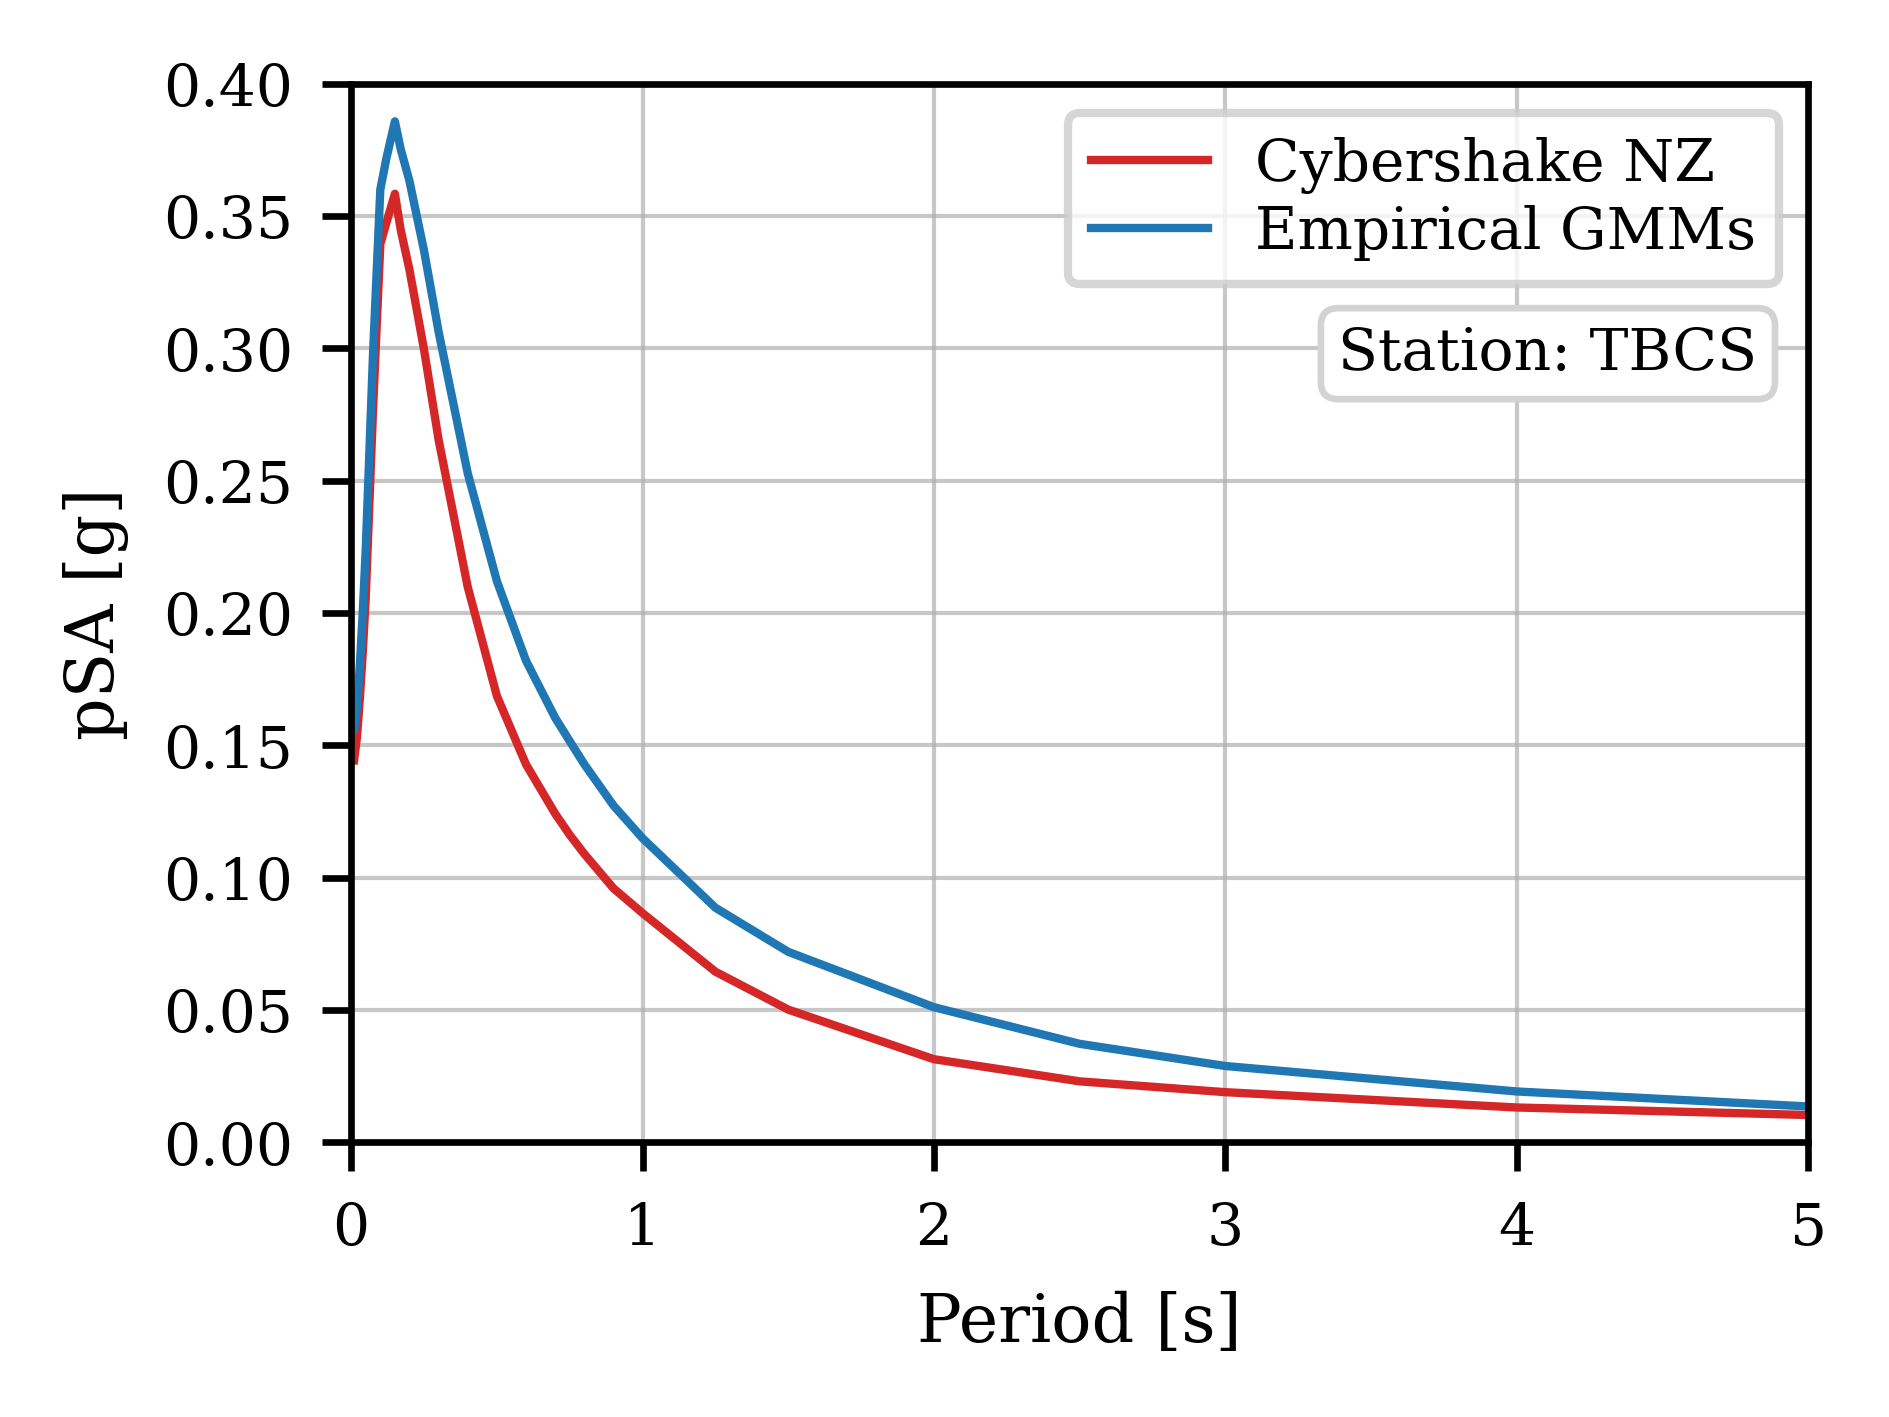 0.40
0.35
0.30
0.25
0.20
0.15
0.10
0.05
0.00
pSA [g]
Cybershake NZ
Empirical GMMs
Station: TBCS
0 1 2 3 4 5
Period [s]